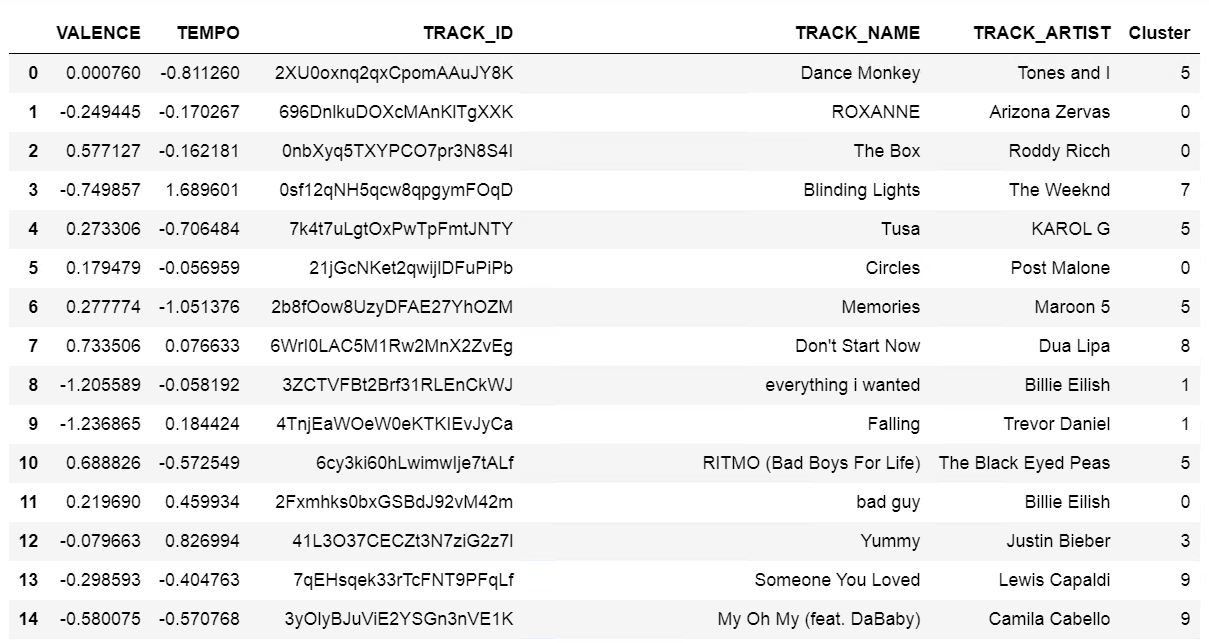 VALENCE TEMPO TRACK_ID TRACK_NAME TRACK_ARTIST Cluster
0 0.000760 -0.811260 2XU0oxnq2qxCpomAAuJY8K Dance Monkey Tones and I 5
1 -0.249445 -0.170267 696DnlkuDOXcMAnKlTgXXK ROXANNE Arizona Zervas 0
2 0.577127 -0.162181 0nbXyq5TXYPCO7pr3N8S4I The Box Roddy Ricch 0
3 -0.749857 1.689601 0sf12qNH5qcw8qpgymFOqD Blinding Lights The Weeknd 7
4 0.273306 -0.706484 7k4t7uLgtOxPwTpFmtJNTY Tusa KAROL G 5
5 0.179479 -0.056959 21jGcNKet2qwijlDFuPiPb Circles Post Malone 0
6 0.277774 -1.051376 2b8fOow8UzyDFAE27YhOZM Memories Maroon 5 5
7 0.733506 0.076633 6WrI0LAC5M1Rw2MnX2ZvEg Don't Start Now Dua Lipa 8
8 -1.205589 -0.058192 3ZCTVFBt2Brf31RLEnCkWJ everything i wanted Billie Eilish 1
9 -1.236865 0.184424 4TnjEaWOeW0eKTKIEvJyCa Falling Trevor Daniel 1
10 0.688826 -0.572549 6cy3ki60hLwimwIje7tALf RITMO (Bad Boys For Life) The Black Eyed Peas 5
11 0.219690 0.459934 2Fxmhks0bxGSBdJ92vM42m bad guy Billie Eilish 0
12 -0.079663 0.826994 41L3O37CECZt3N7ziG2z7l Yummy Justin Bieber 3
13 -0.298593 -0.404763 7qEHsqek33rTcFNT9PFqLf Someone You Loved Lewis Capaldi 9
14 -0.580075 -0.570768 3yOlyBJuViE2YSGn3nVE1K My Oh My (feat. DaBaby) Camila Cabello 9